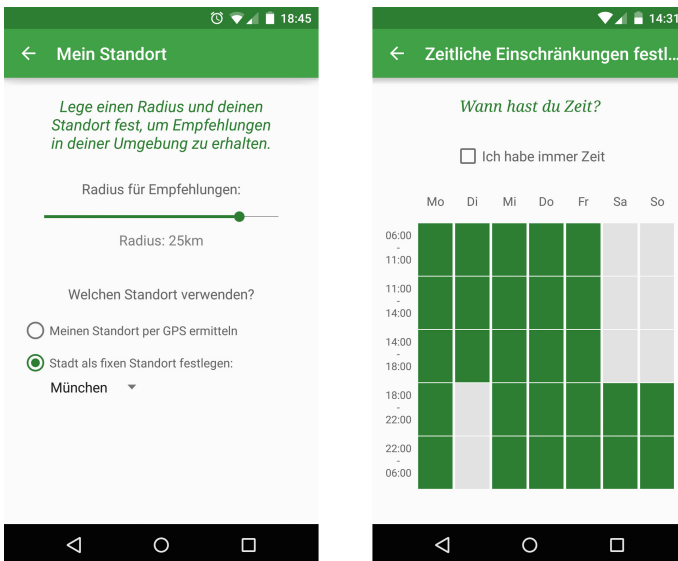 18:45
Mein Standort
Lege einen Radius und deinen
Standort fest, um Empfehlungen
in deiner Umgebung zu erhalten.
Radius für Empfehlungen:
Radius: 25km
Welchen Standort verwenden?
Meinen Standort per GPS ermitteln
Stadt als fixen Standort festlegen:
München
14:31
Zeitliche Einschränkungen festl...
Wann hast du Zeit?
Ich habe immer Zeit
Mo Di Mi Do Fr Sa So
06:00
-
11:00
11:00
-
14:00
14:00
-
18:00
18:00
-
22:00
22:00
-
06:00